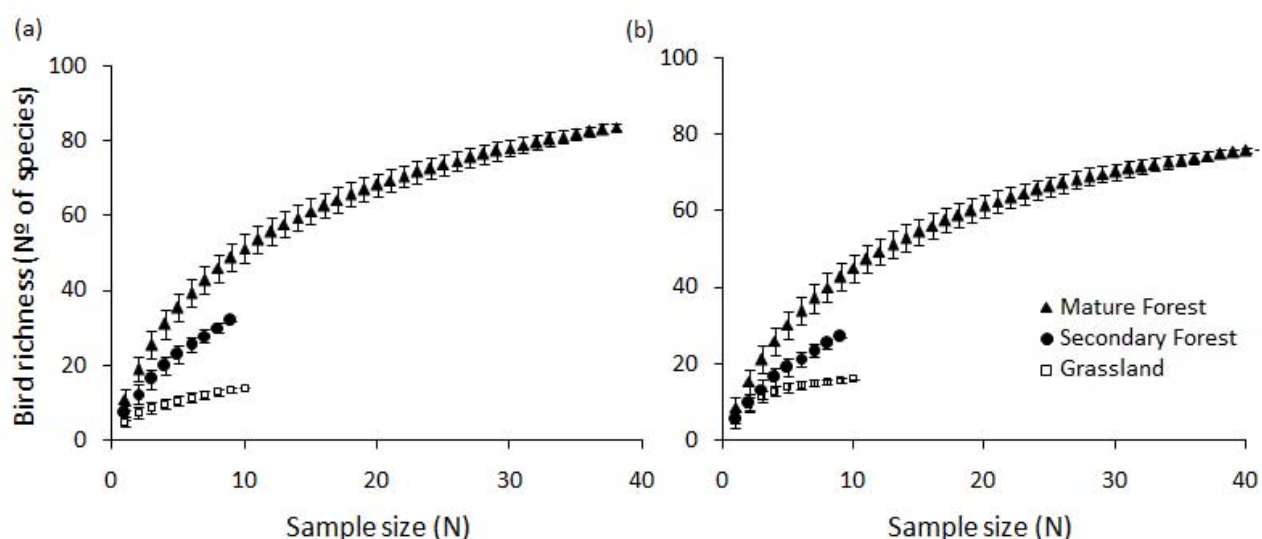 (a)
100
80
60
40
20
0
0 10 20 30 40
Bird richness (Nº of species)
Sample size (N)
(b)
100
80
60
40
20
0
0 10 20 30 40
Sample size (N)
Mature Forest
Secondary Forest
Grassland